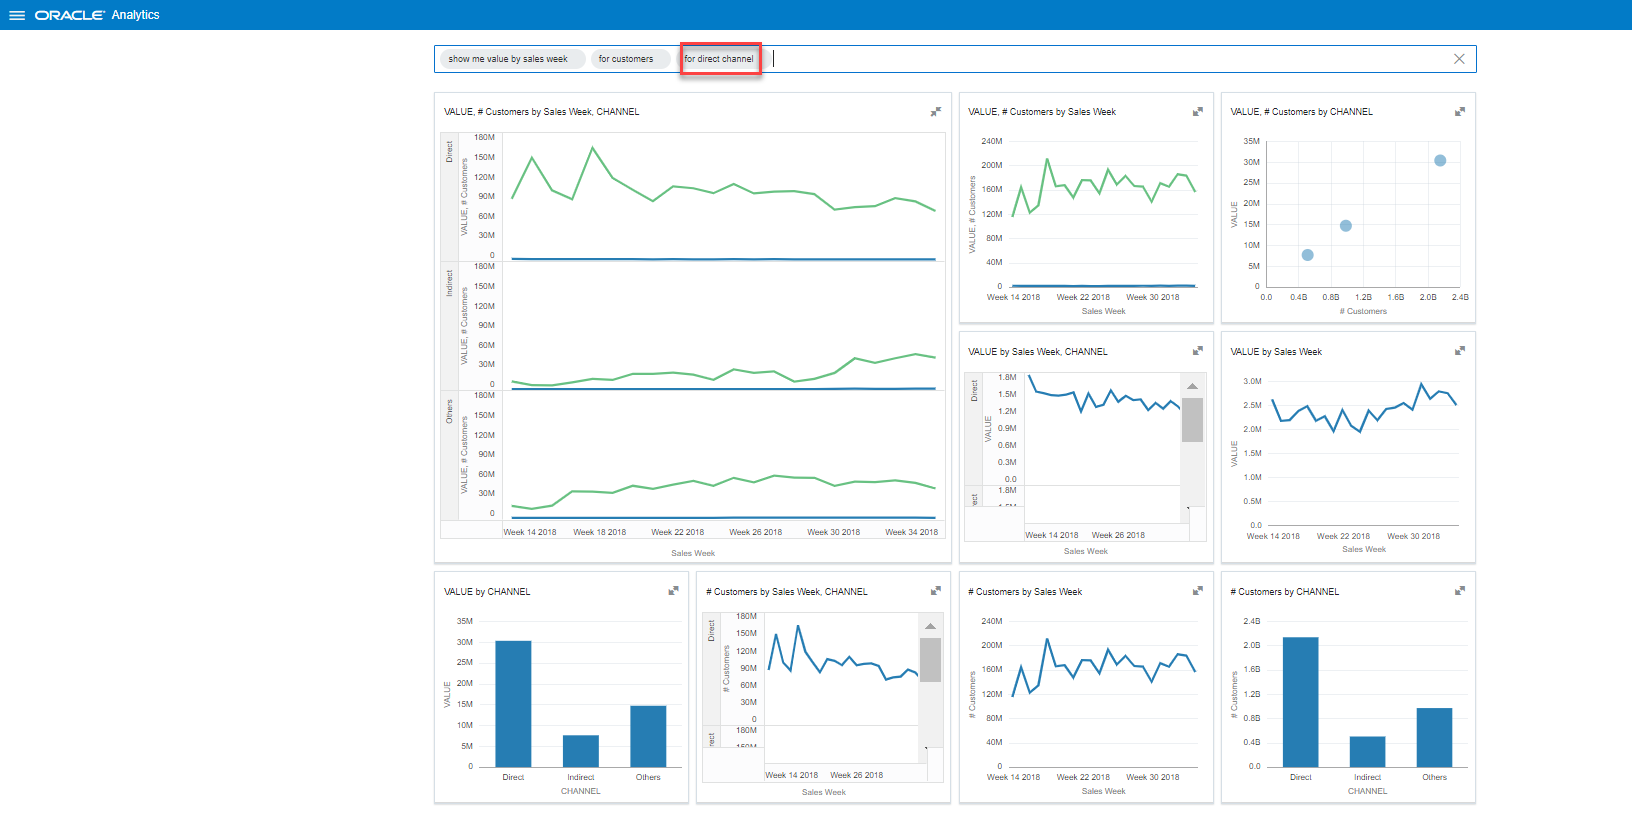 ORACLE® Analytics
show me value by sales week for customers for direct channel
VALUE, # Customers by Sales Week, CHANNEL
Direct
VALUE, # Customers
180M
150M
120M
90M
60M
30M
0
Indirect
VALUE, # Customers
180M
150M
120M
90M
60M
30M
0
Others
VALUE, # Customers
180M
150M
120M
90M
60M
30M
0
Week 14 2018 Week 18 2018 Week 22 2018 Week 26 2018 Week 30 2018 Week 34 2018
Sales Week
VALUE, # Customers by Sales Week
VALUE, # Customers
240M
200M
160M
120M
80M
40M
0
Week 14 2018 Week 22 2018 Week 30 2018
Sales Week
VALUE, # Customers by CHANNEL
VALUE
35M
30M
25M
20M
15M
10M
5M
0
0.0 0.4B 0.8B 1.2B 1.6B 2.0B 2.4B
# Customers
VALUE by Sales Week, CHANNEL
Direct
VALUE
1.8M
1.5M
1.2M
0.9M
0.6M
0.3M
0.0
1.8M
Week 14 2018 Week 26 2018
Sales Week
VALUE by Sales Week
VALUE
3.0M
2.5M
2.0M
1.5M
1.0M
0.5M
0.0
Week 14 2018 Week 22 2018 Week 30 2018
Sales Week
VALUE by CHANNEL
VALUE
35M
30M
25M
20M
15M
10M
5M
0
Direct Indirect Others
CHANNEL
# Customers by Sales Week, CHANNEL
Direct
# Customers
180M
150M
120M
90M
60M
30M
0
180M
Week 14 2018 Week 26 2018
Sales Week
# Customers by Sales Week
# Customers
240M
200M
160M
120M
80M
40M
0
Week 14 2018 Week 22 2018 Week 30 2018
Sales Week
# Customers by CHANNEL
# Customers
2.4B
2.0B
1.6B
1.2B
0.8B
0.4B
0.0
Direct Indirect Others
CHANNEL